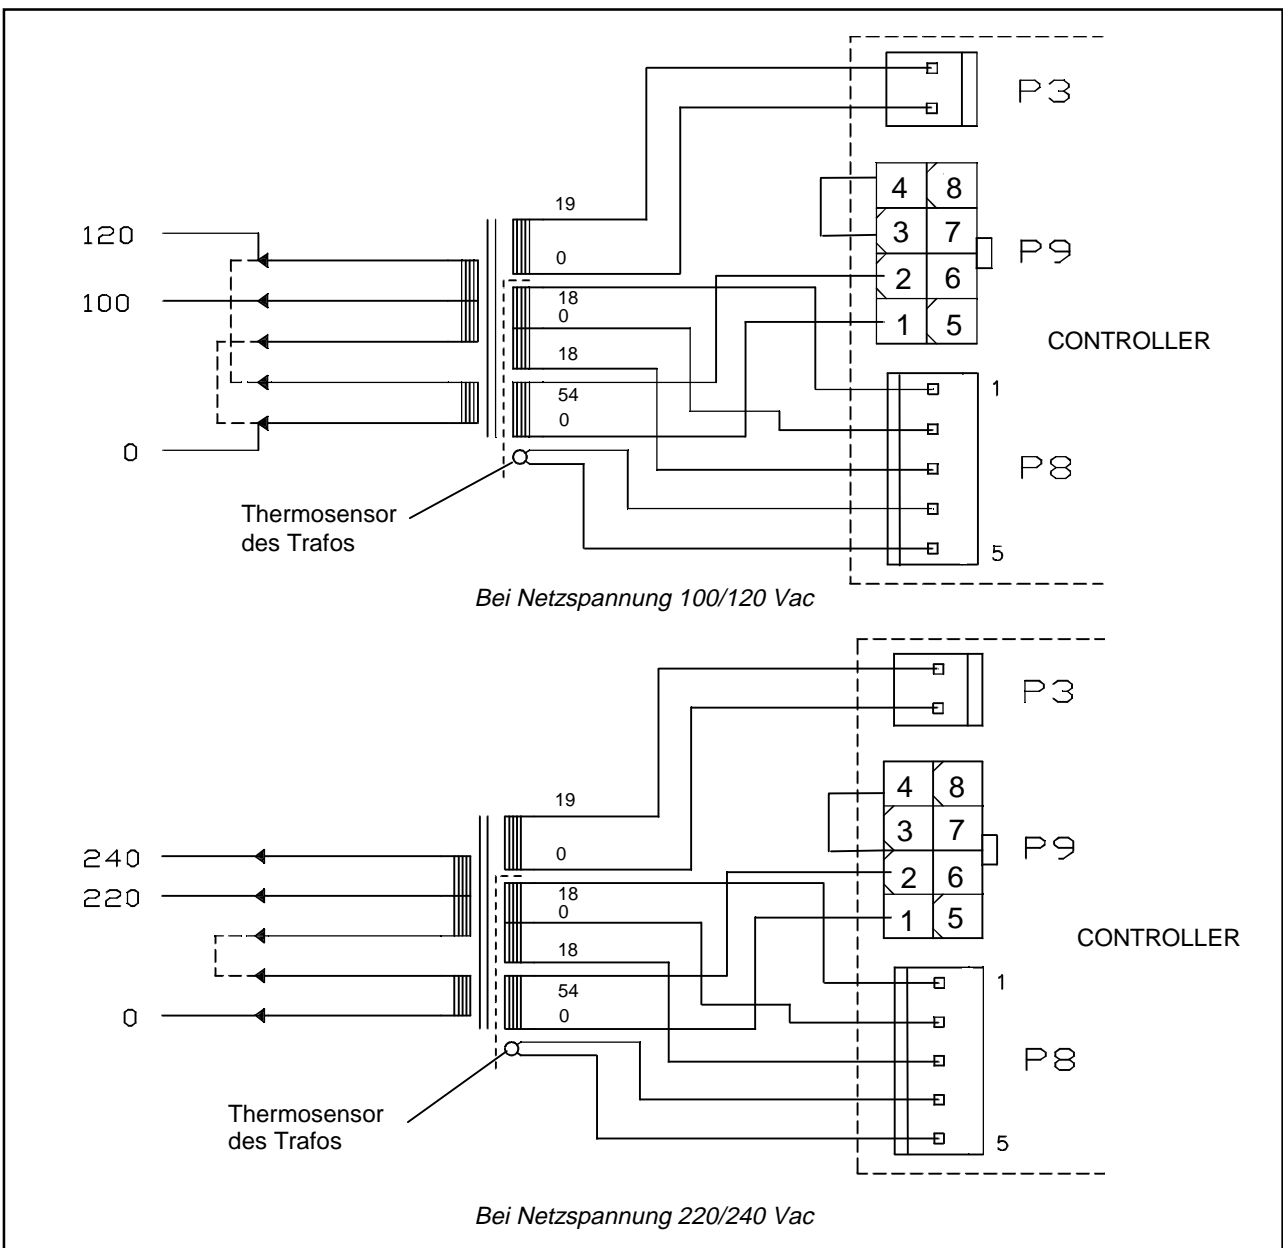 P3
4 8
3 7
2 6
1 5
P9
CONTROLLER
19
0
18
0
18
54
0
120
100
0
1
P8
5
Thermosensor
des Trafos
Bei Netzspannung 100/120 Vac
P3
4 8
3 7
2 6
1 5
P9
CONTROLLER
19
0
18
0
18
54
0
240
220
0
1
P8
5
Thermosensor
des Trafos
Bei Netzspannung 220/240 Vac